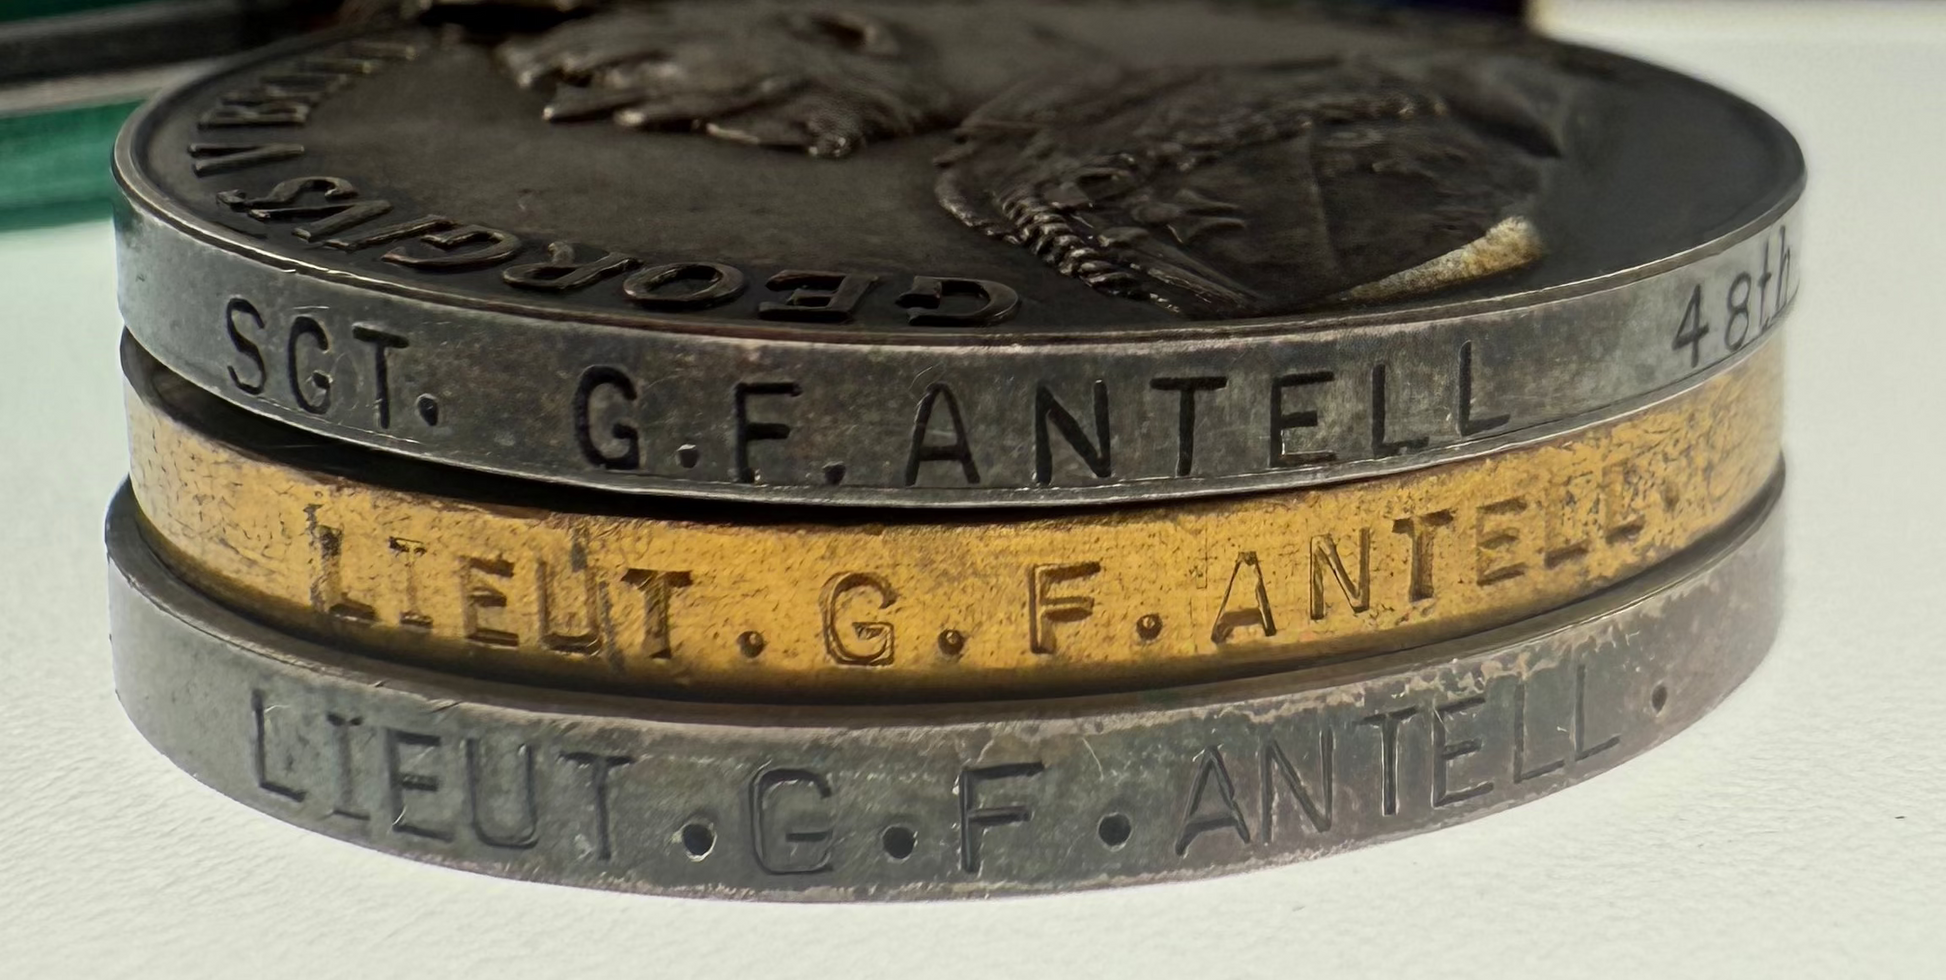 GEORGIVS V BRITT
SGT. G.F.ANTELL 48th
LIEUT.G.F.ANTELL.
LIEUT.G.F.ANTELL.